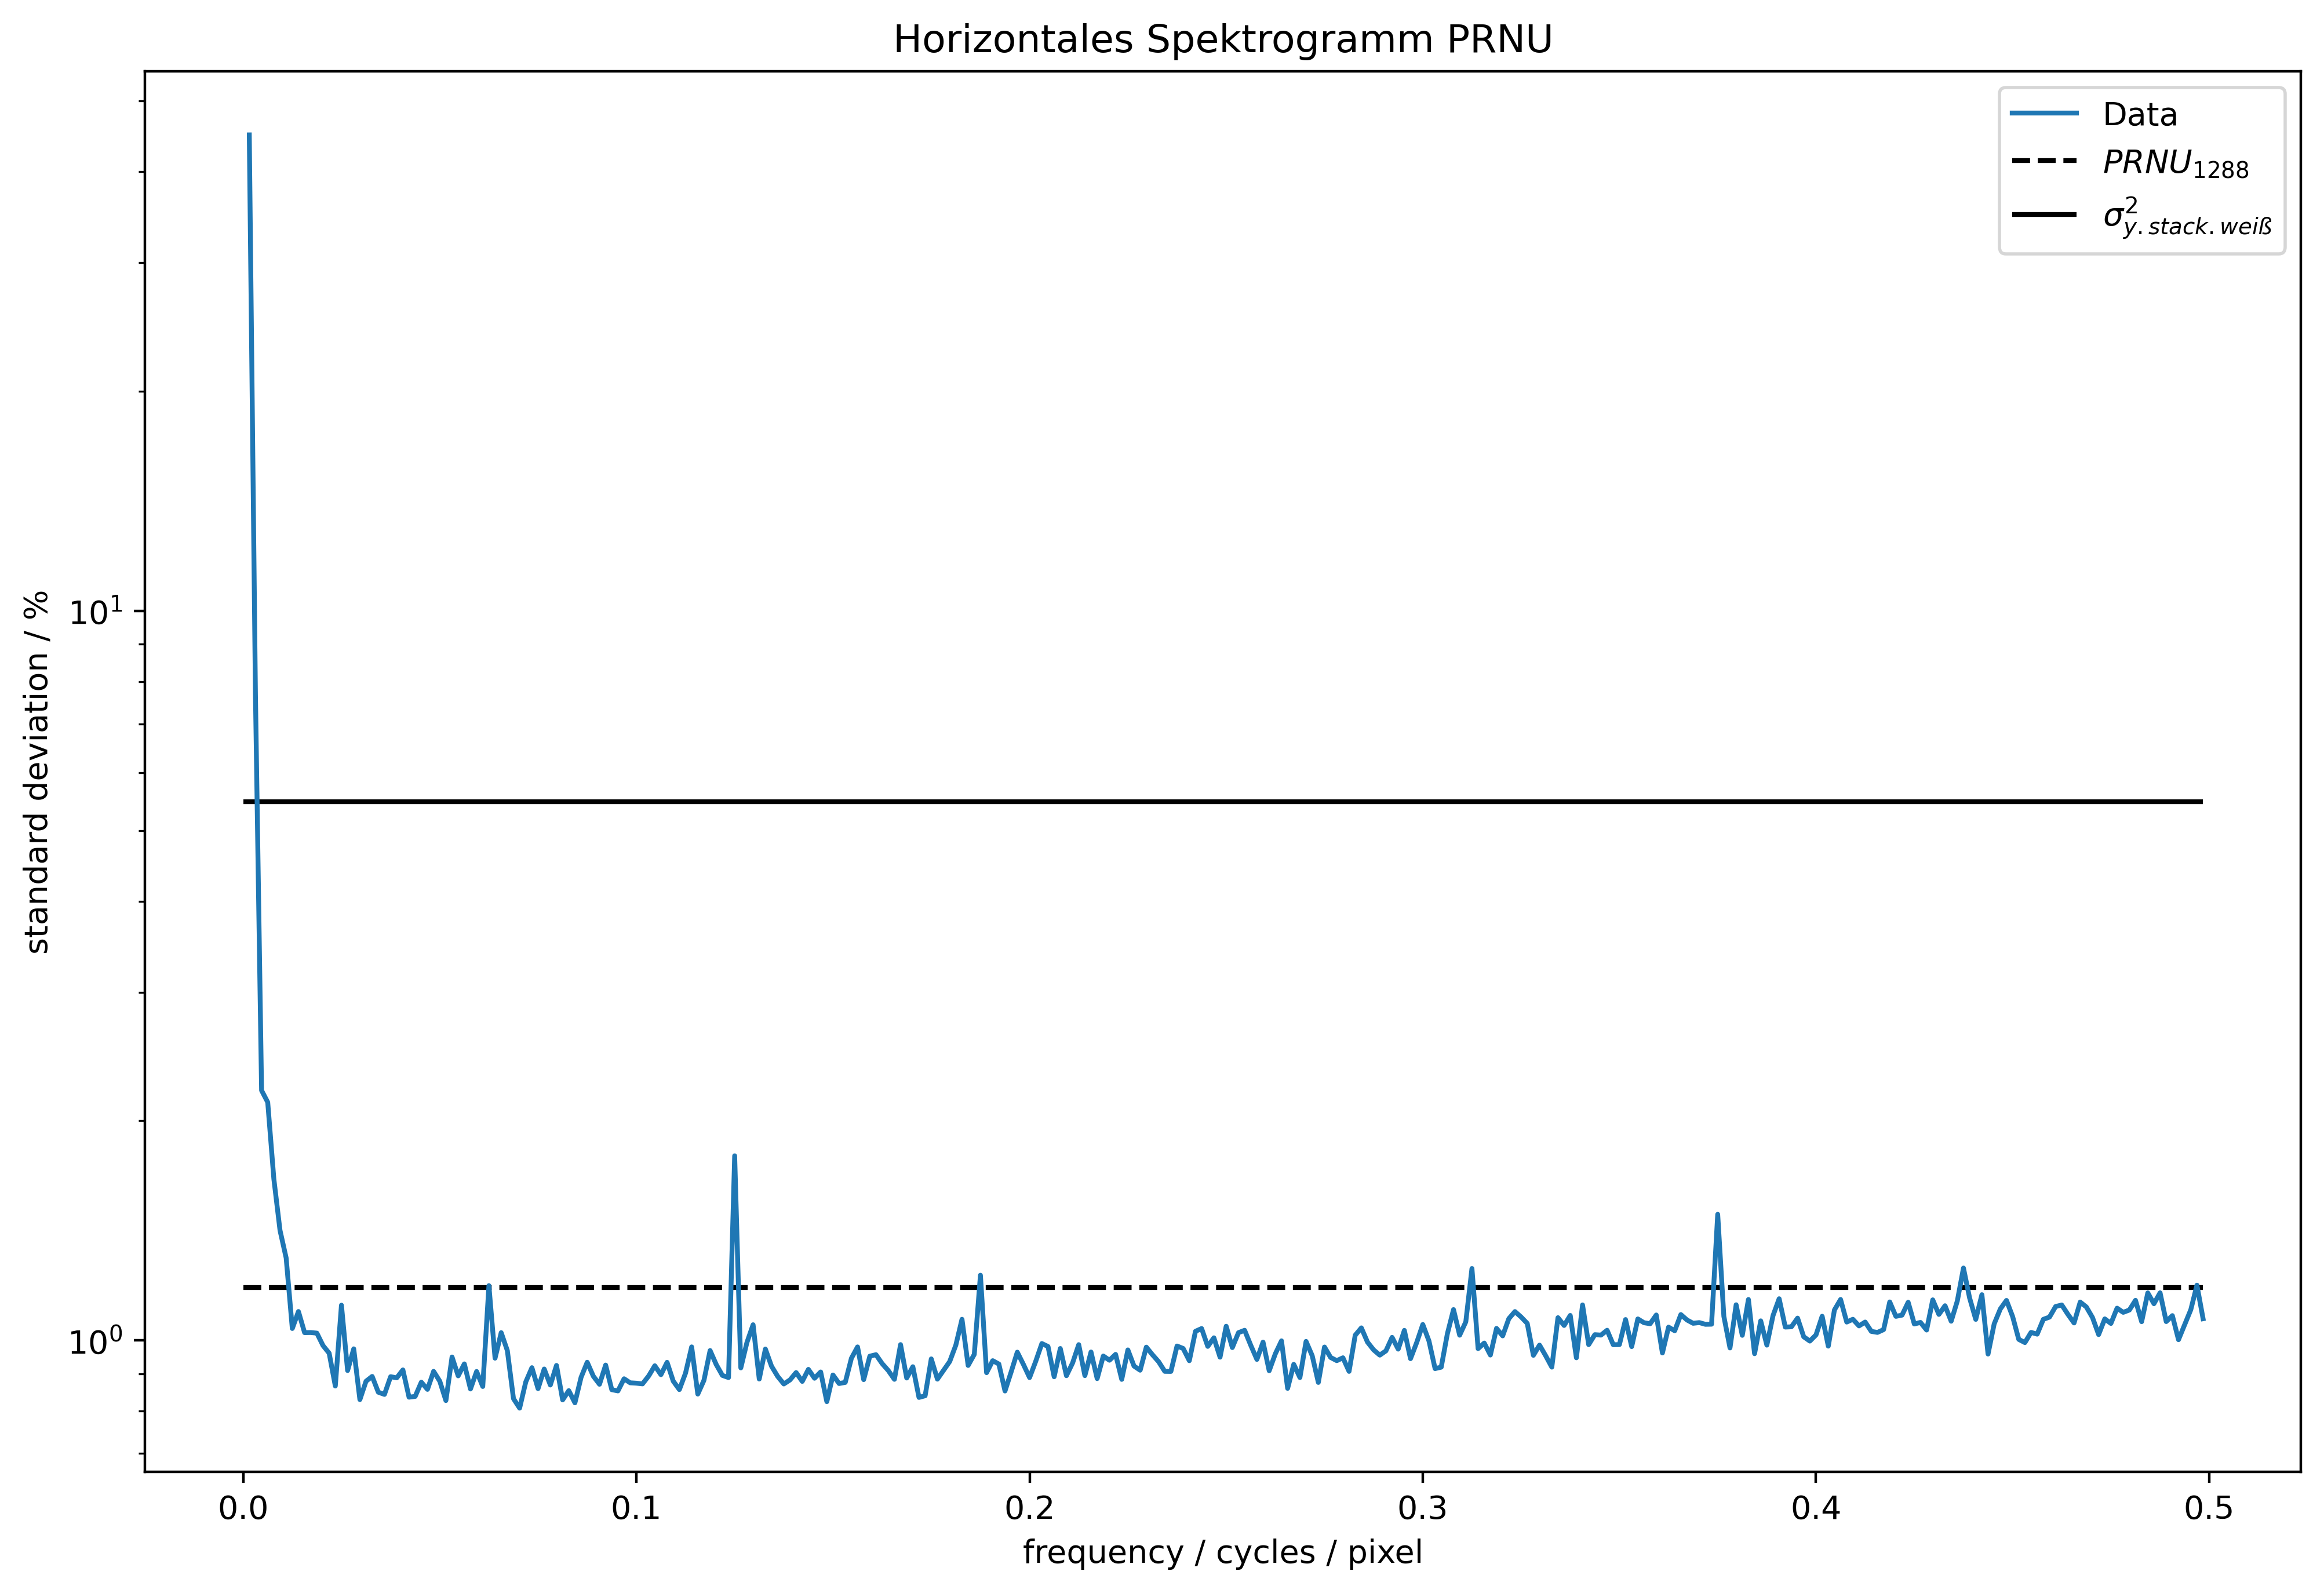 Horizontales Spektrogramm PRNU
Data
PRNU₁₂₈₈
σ²y.stack.weiß
standard deviation / %
10¹
10⁰
0.0 0.1 0.2 0.3 0.4 0.5
frequency / cycles / pixel